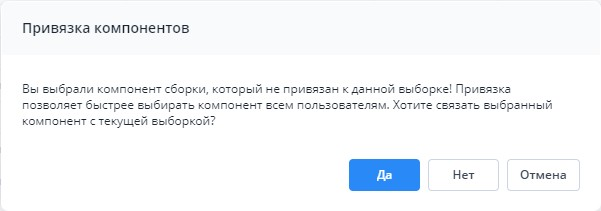 Привязка компонентов
Вы выбрали компонент сборки, который не привязан к данной выборке! Привязка
позволяет быстрее выбирать компонент всем пользователям. Хотите связать выбранный
компонент с текущей выборкой?
Да Нет Отмена